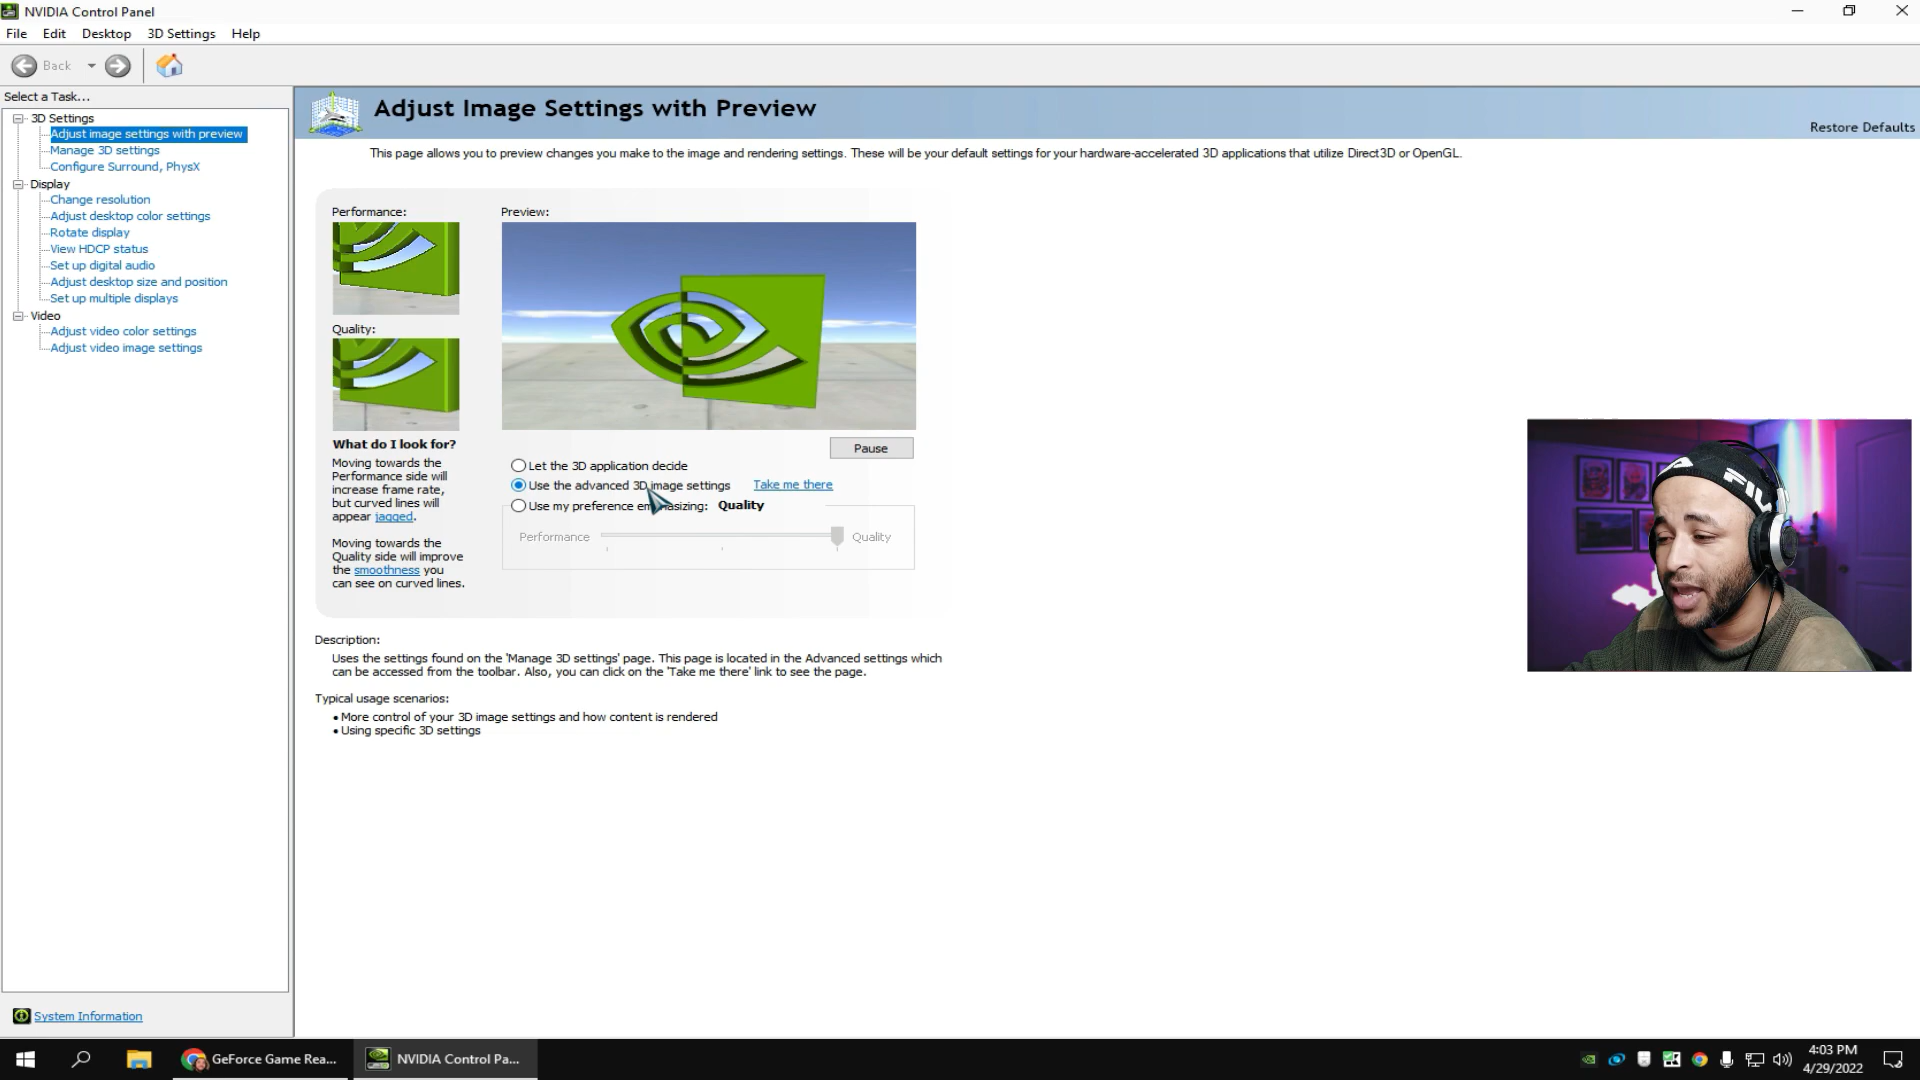 NVIDIA Control Panel
File Edit Desktop 3D Settings Help
Back
Select a Task...
3D Settings
Adjust image settings with preview
Manage 3D settings
Configure Surround, PhysX
Display
Change resolution
Adjust desktop color settings
Rotate display
View HDCP status
Set up digital audio
Adjust desktop size and position
Set up multiple displays
Video
Adjust video color settings
Adjust video image settings
System Information
Adjust Image Settings with Preview
Restore Defaults
This page allows you to preview changes you make to the image and rendering settings. These will be your default settings for your hardware-accelerated 3D applications that utilize Direct3D or OpenGL.
Performance:
Quality:
What do I look for?
Moving towards the
Performance side will
increase frame rate,
but curved lines will
appear jagged.
Moving towards the
Quality side will improve
the smoothness you
can see on curved lines.
Preview:
Pause
Let the 3D application decide
Use the advanced 3D image settings Take me there
Use my preference emphasizing: Quality
Performance Quality
Description:
Uses the settings found on the 'Manage 3D settings' page. This page is located in the Advanced settings which
can be accessed from the toolbar. Also, you can click on the 'Take me there' link to see the page.
Typical usage scenarios:
• More control of your 3D image settings and how content is rendered
• Using specific 3D settings
FILA
GeForce Game Rea...
NVIDIA Control Pa...
4:03 PM
4/29/2022